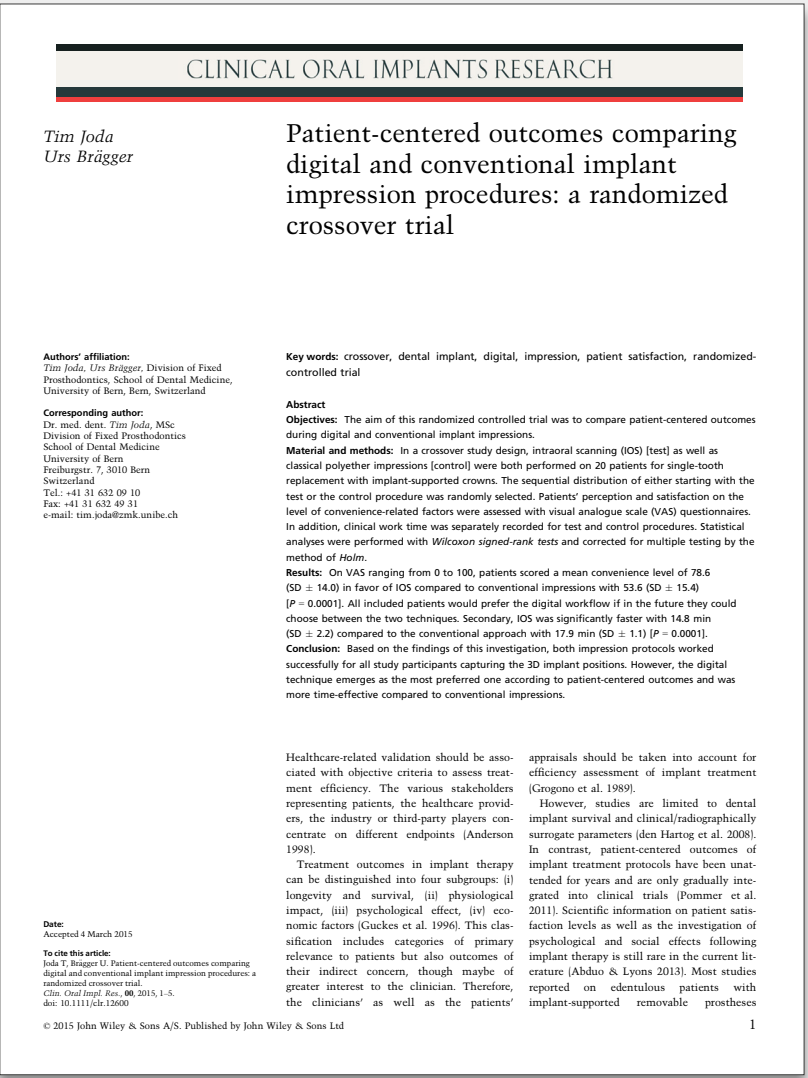 CLINICAL ORAL IMPLANTS RESEARCH
Tim Joda
Urs Brägger
Patient-centered outcomes comparing
digital and conventional implant
impression procedures: a randomized
crossover trial
Authors' affiliation:
Tim Joda, Urs Brägger, Division of Fixed
Prosthodontics, School of Dental Medicine,
University of Bern, Bern, Switzerland
Corresponding author:
Dr. med. dent. Tim Joda, MSc
Division of Fixed Prosthodontics
School of Dental Medicine
University of Bern
Freiburgstr. 7, 3010 Bern
Switzerland
Tel.: +41 31 632 09 10
Fax: +41 31 632 49 31
e-mail: tim.joda@zmk.unibe.ch
Key words: crossover, dental implant, digital, impression, patient satisfaction, randomized-
controlled trial
Abstract
Objectives: The aim of this randomized controlled trial was to compare patient-centered outcomes
during digital and conventional implant impressions.
Material and methods: In a crossover study design, intraoral scanning (IOS) [test] as well as
classical polyether impressions [control] were both performed on 20 patients for single-tooth
replacement with implant-supported crowns. The sequential distribution of either starting with the
test or the control procedure was randomly selected. Patients' perception and satisfaction on the
level of convenience-related factors were assessed with visual analogue scale (VAS) questionnaires.
In addition, clinical work time was separately recorded for test and control procedures. Statistical
analyses were performed with Wilcoxon signed-rank tests and corrected for multiple testing by the
method of Holm.
Results: On VAS ranging from 0 to 100, patients scored a mean convenience level of 78.6
(SD ± 14.0) in favor of IOS compared to conventional impressions with 53.6 (SD ± 15.4)
[P = 0.0001]. All included patients would prefer the digital workflow if in the future they could
choose between the two techniques. Secondary, IOS was significantly faster with 14.8 min
(SD ± 2.2) compared to the conventional approach with 17.9 min (SD ± 1.1) [P = 0.0001].
Conclusion: Based on the findings of this investigation, both impression protocols worked
successfully for all study participants capturing the 3D implant positions. However, the digital
technique emerges as the most preferred one according to patient-centered outcomes and was
more time-effective compared to conventional impressions.
Healthcare-related validation should be asso-
ciated with objective criteria to assess treat-
ment efficiency. The various stakeholders
representing patients, the healthcare provid-
ers, the industry or third-party players con-
centrate on different endpoints (Anderson
1998).
Treatment outcomes in implant therapy
can be distinguished into four subgroups: (i)
longevity and survival, (ii) physiological
impact, (iii) psychological effect, (iv) eco-
nomic factors (Guckes et al. 1996). This clas-
sification includes categories of primary
relevance to patients but also outcomes of
their indirect concern, though maybe of
greater interest to the clinician. Therefore,
the clinicians' as well as the patients'
appraisals should be taken into account for
efficiency assessment of implant treatment
(Grogono et al. 1989).
However, studies are limited to dental
implant survival and clinical/radiographically
surrogate parameters (den Hartog et al. 2008).
In contrast, patient-centered outcomes of
implant treatment protocols have been unat-
tended for years and are only gradually inte-
grated into clinical trials (Pommer et al.
2011). Scientific information on patient satis-
faction levels as well as the investigation of
psychological and social effects following
implant therapy is still rare in the current lit-
erature (Abduo & Lyons 2013). Most studies
reported on edentulous patients with
implant-supported removable prostheses
Date:
Accepted 4 March 2015
To cite this article:
Joda T, Brägger U. Patient-centered outcomes comparing
digital and conventional implant impression procedures: a
randomized crossover trial.
Clin. Oral Impl. Res., 00, 2015, 1–5.
doi: 10.1111/clr.12600
© 2015 John Wiley & Sons A/S. Published by John Wiley & Sons Ltd
1